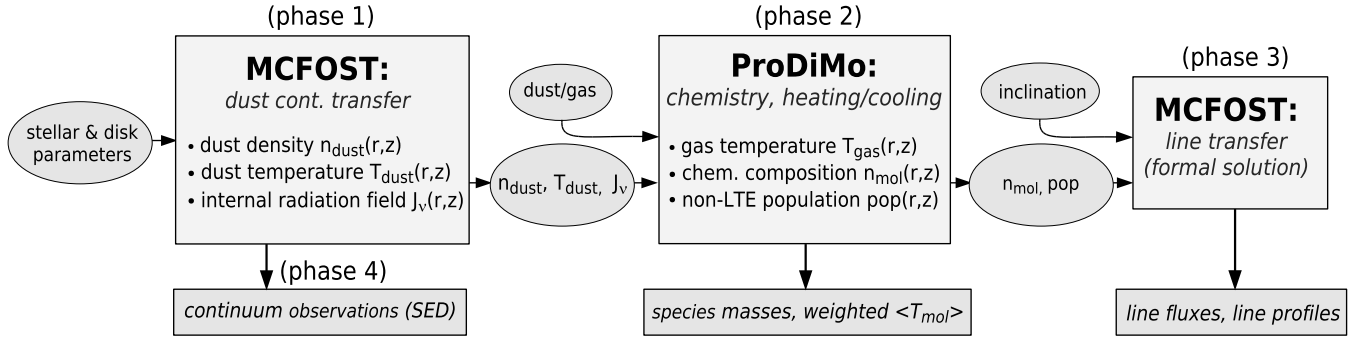 (phase 1)
MCFOST:
dust cont. transfer
stellar & disk
parameters
• dust density n_dust(r,z)
• dust temperature T_dust(r,z)
• internal radiation field J_ν(r,z)
(phase 4)
continuum observations (SED)
dust/gas
n_dust, T_dust, J_ν
(phase 2)
ProDiMo:
chemistry, heating/cooling
• gas temperature T_gas(r,z)
• chem. composition n_mol(r,z)
• non-LTE population pop(r,z)
species masses, weighted <T_mol>
inclination
n_mol, pop
(phase 3)
MCFOST:
line transfer
(formal solution)
line fluxes, line profiles